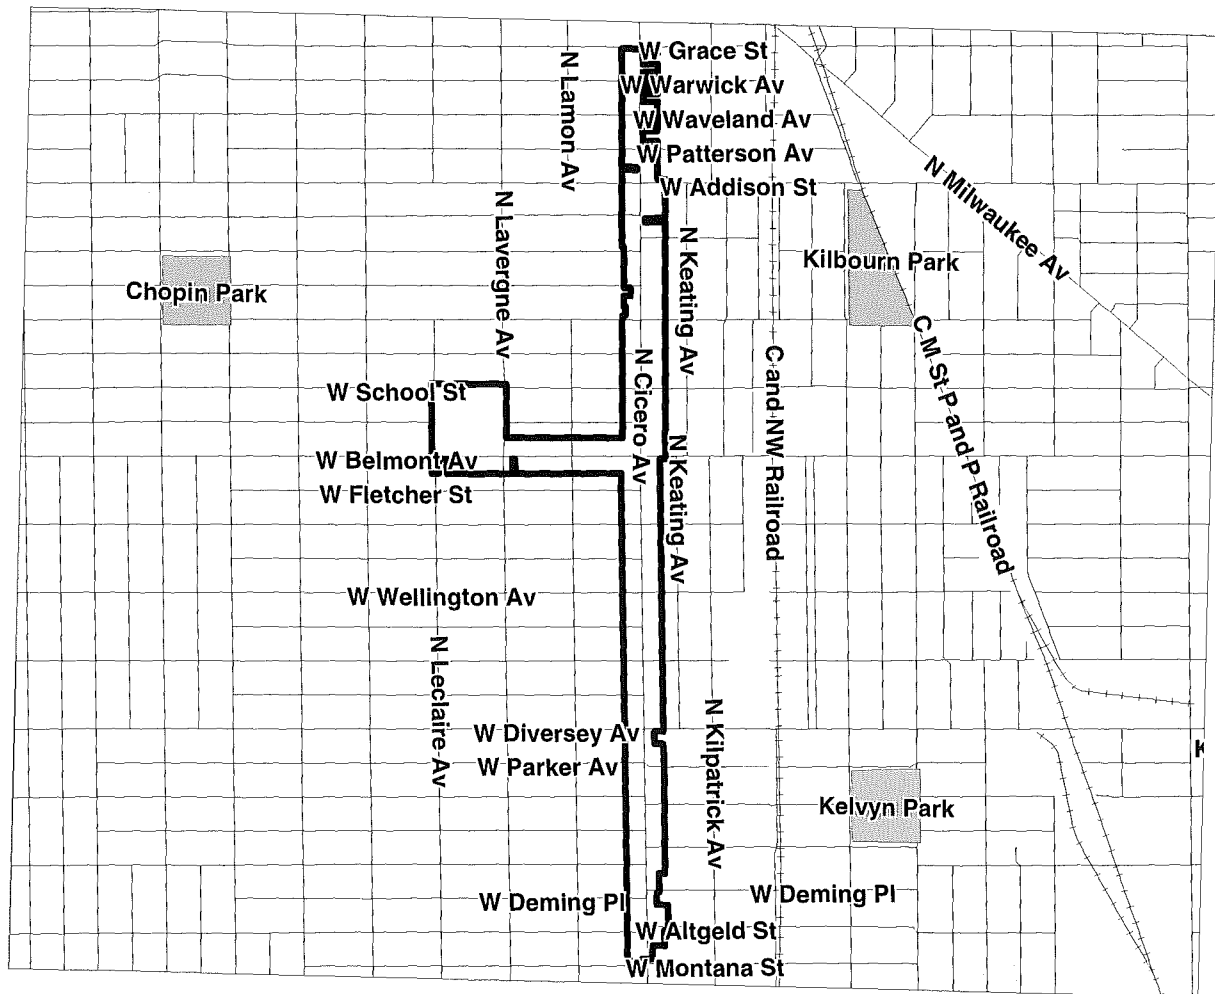 W Grace St
N Lamon Av
W Warwick Av
W Waveland Av
W Patterson Av
W Addison St
N Milwaukee Av
N Lavergne Av
N Keating Av
Kilbourn Park
Chopin Park
C M St P and P Railroad
N Cicero Av
C and NW Railroad
W School St
N Keating Av
W Belmont Av
W Fletcher St
W Wellington Av
N Leclaire Av
N Kilpatrick Av
W Diversey Av
K
W Parker Av
Kelvyn Park
W Deming Pl
W Deming Pl
W Altgeld St
W Montana St